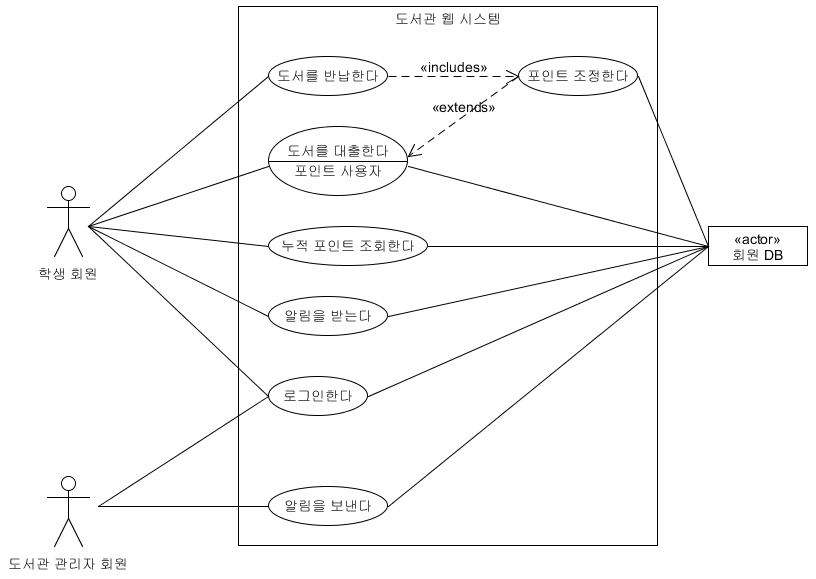 도서관 웹 시스템
도서를 반납한다
«includes»
포인트 조정한다
«extends»
도서를 대출한다
포인트 사용자
누적 포인트 조회한다
«actor»
회원 DB
학생 회원
알림을 받는다
로그인한다
알림을 보낸다
도서관 관리자 회원